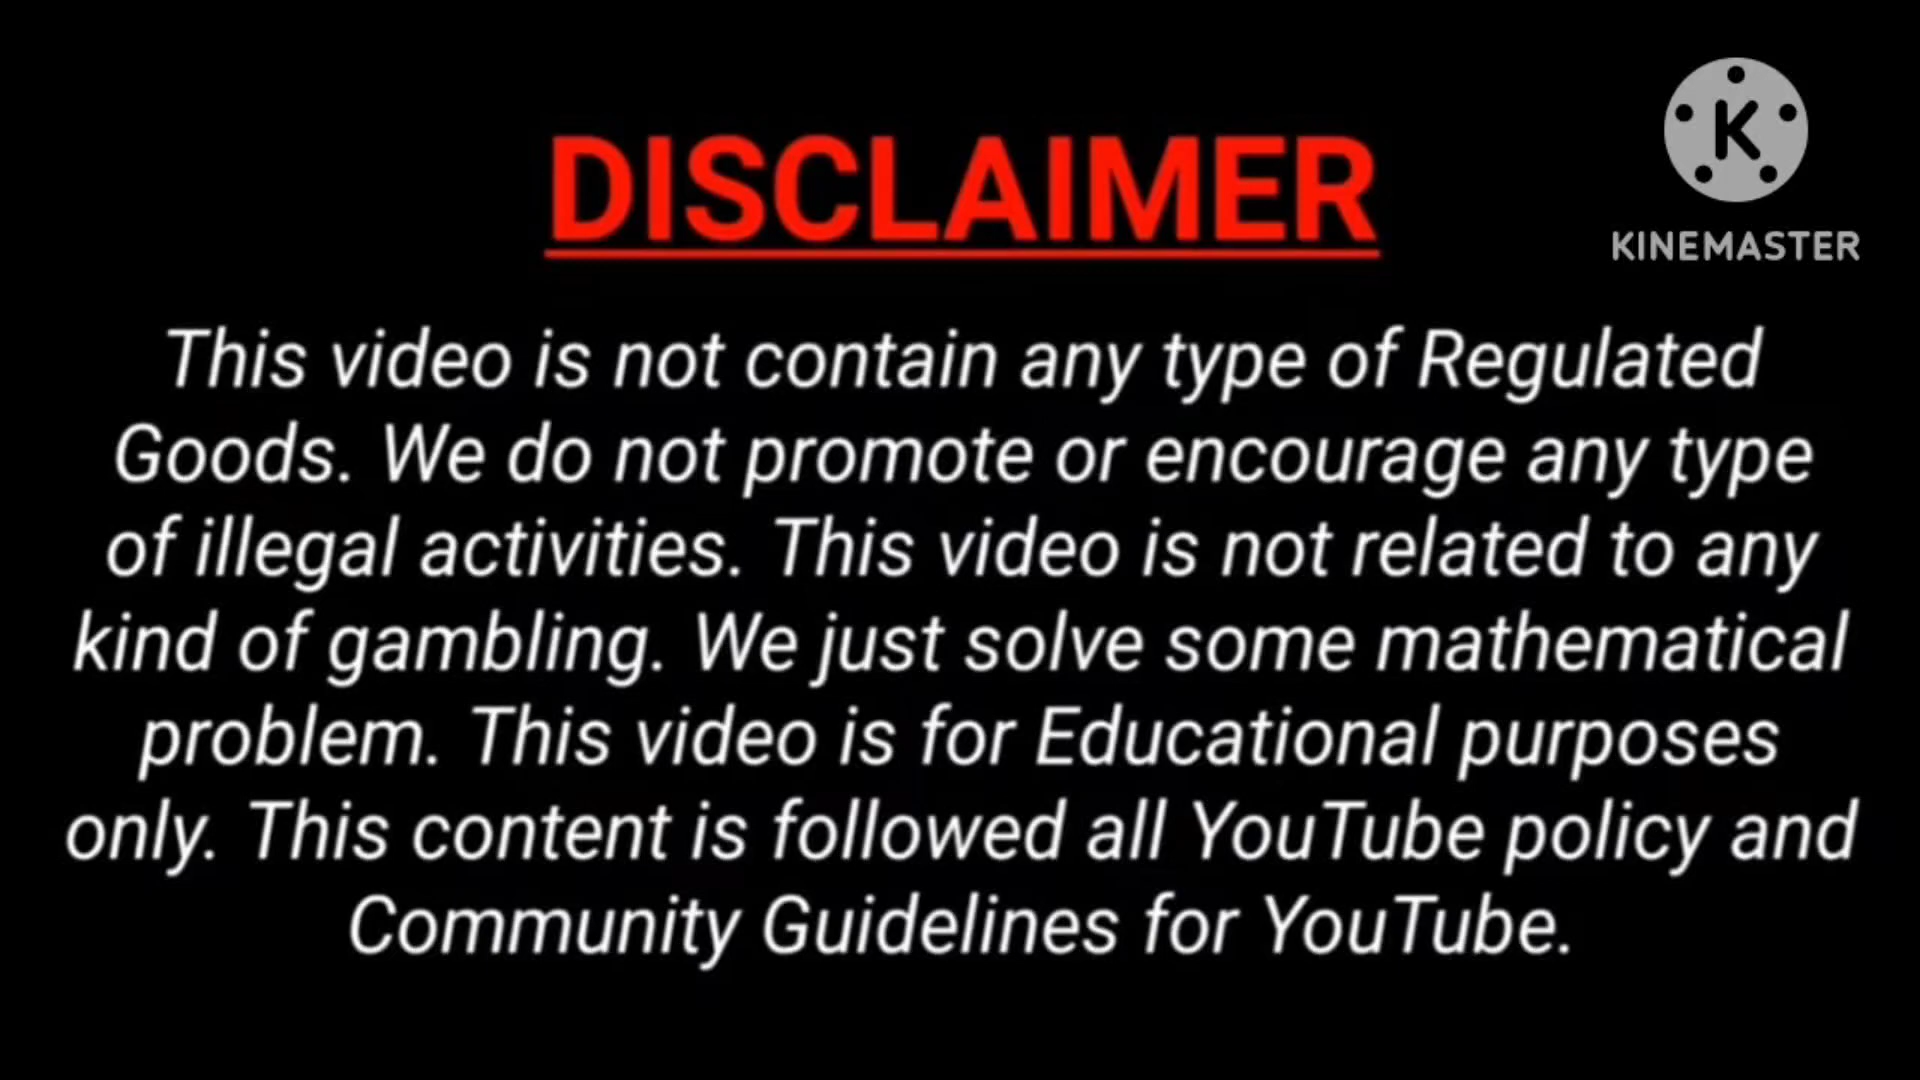 DISCLAIMER
K
KINEMASTER
This video is not contain any type of Regulated
Goods. We do not promote or encourage any type
of illegal activities. This video is not related to any
kind of gambling. We just solve some mathematical
problem. This video is for Educational purposes
only. This content is followed all YouTube policy and
Community Guidelines for YouTube.